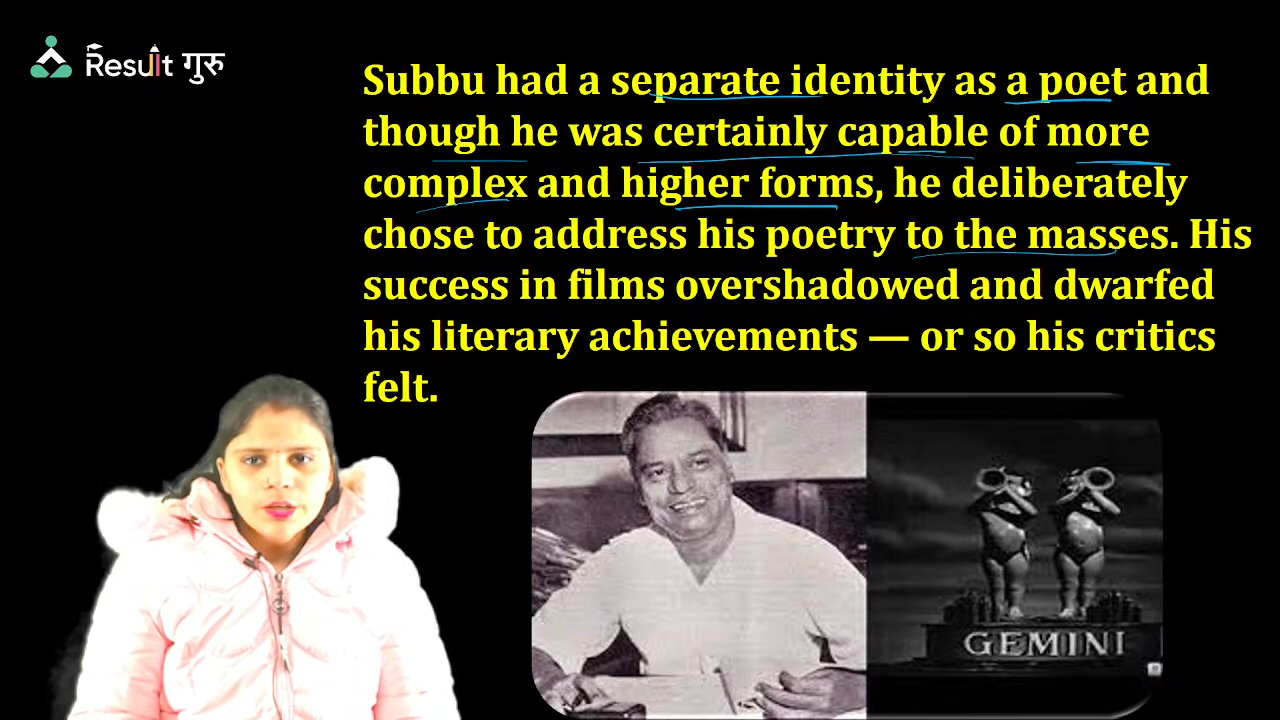 Result गुरु
Subbu had a separate identity as a poet and
though he was certainly capable of more
complex and higher forms, he deliberately
chose to address his poetry to the masses. His
success in films overshadowed and dwarfed
his literary achievements — or so his critics
felt.
GEMINI